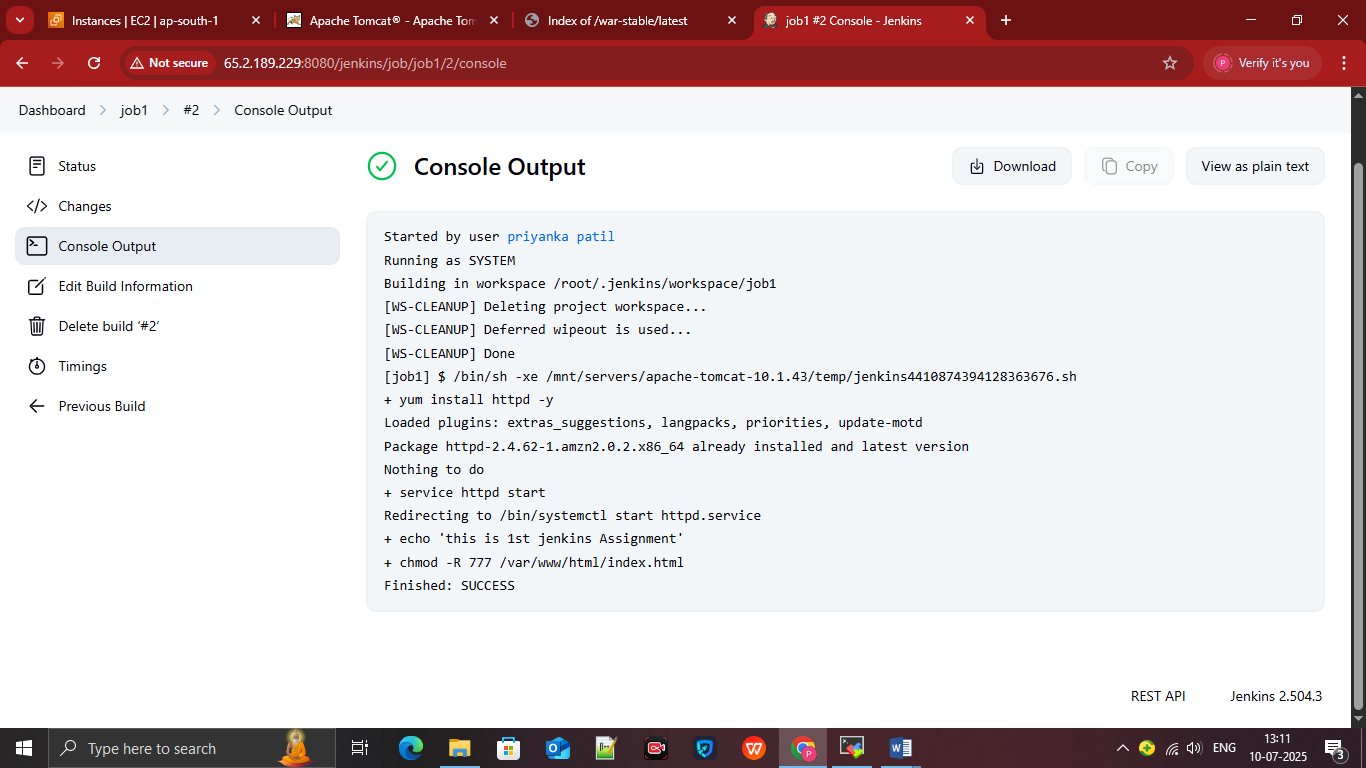 Instances | EC2 | ap-south-1
Apache Tomcat® - Apache Tom
Index of /war-stable/latest
job1 #2 Console - Jenkins
Not secure
65.2.189.229:8080/jenkins/job/job1/2/console
P
Verify it's you
Dashboard
job1
#2
Console Output
Status
Changes
Console Output
Edit Build Information
Delete build ‘#2’
Timings
Previous Build
Console Output
Download
Copy
View as plain text
Started by user priyanka patil
Running as SYSTEM
Building in workspace /root/.jenkins/workspace/job1
[WS-CLEANUP] Deleting project workspace...
[WS-CLEANUP] Deferred wipeout is used...
[WS-CLEANUP] Done
[job1] $ /bin/sh -xe /mnt/servers/apache-tomcat-10.1.43/temp/jenkins4410874394128363676.sh
+ yum install httpd -y
Loaded plugins: extras_suggestions, langpacks, priorities, update-motd
Package httpd-2.4.62-1.amzn2.0.2.x86_64 already installed and latest version
Nothing to do
+ service httpd start
Redirecting to /bin/systemctl start httpd.service
+ echo 'this is 1st jenkins Assignment'
+ chmod -R 777 /var/www/html/index.html
Finished: SUCCESS
REST API
Jenkins 2.504.3
Type here to search
ENG
13:11
10-07-2025
3